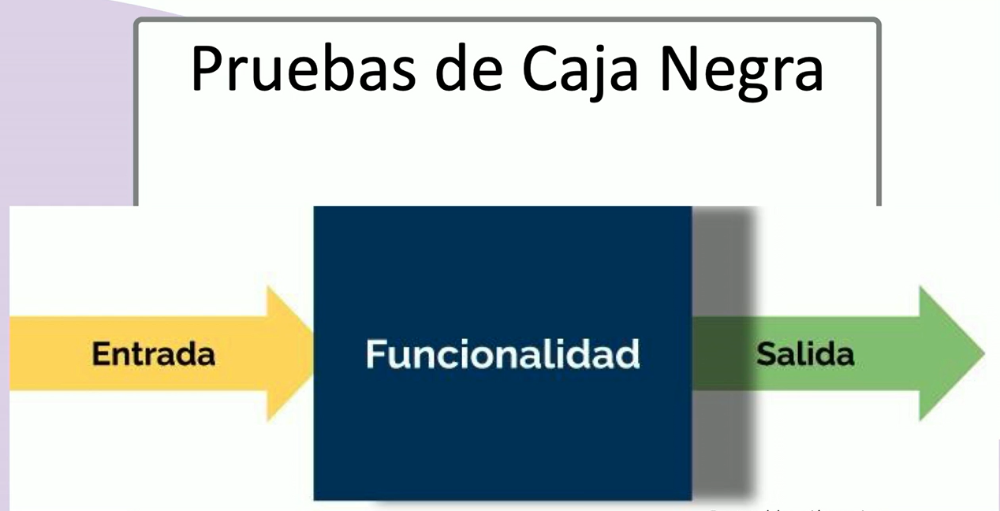 Pruebas de Caja Negra
Entrada
Funcionalidad
Salida